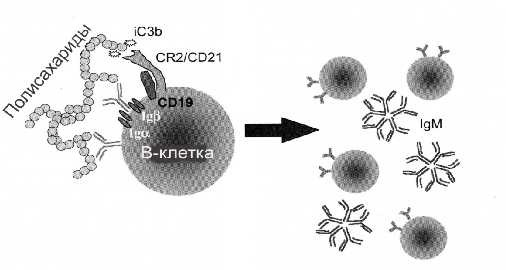 Полисахариды
iC3b
CR2/CD21
CD19
Igβ
Igα
В-клетка
IgM